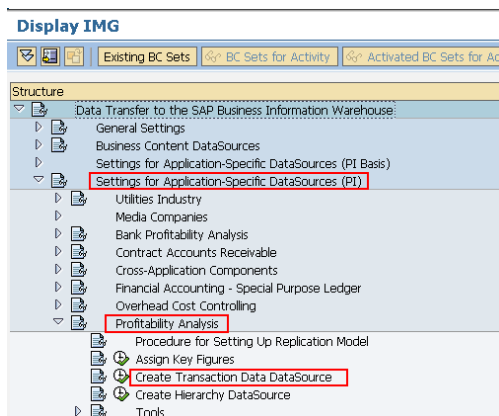 Display IMG
Existing BC Sets BC Sets for Activity Activated BC Sets for Ac
Structure
Data Transfer to the SAP Business Information Warehouse
General Settings
Business Content DataSources
Settings for Application-Specific DataSources (PI Basis)
Settings for Application-Specific DataSources (PI)
Utilities Industry
Media Companies
Bank Profitability Analysis
Contract Accounts Receivable
Cross-Application Components
Financial Accounting - Special Purpose Ledger
Overhead Cost Controlling
Profitability Analysis
Procedure for Setting Up Replication Model
Assign Key Figures
Create Transaction Data DataSource
Create Hierarchy DataSource
Tools